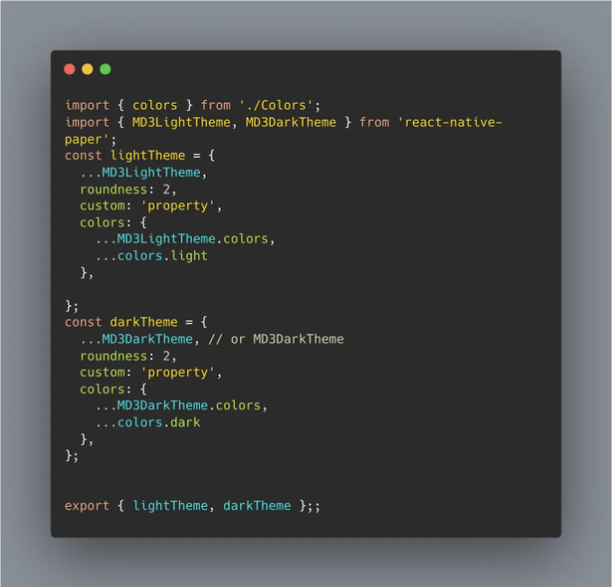 import { colors } from './Colors';
import { MD3LightTheme, MD3DarkTheme } from 'react-native-
paper';
const lightTheme = {
  ...MD3LightTheme,
  roundness: 2,
  custom: 'property',
  colors: {
    ...MD3LightTheme.colors,
    ...colors.light
  },

};
const darkTheme = {
  ...MD3DarkTheme, // or MD3DarkTheme
  roundness: 2,
  custom: 'property',
  colors: {
    ...MD3DarkTheme.colors,
    ...colors.dark
  },
};


export { lightTheme, darkTheme };;